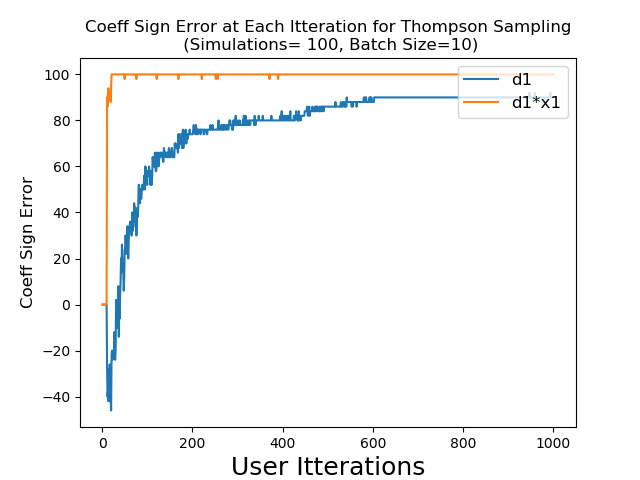 Coeff Sign Error at Each Itteration for Thompson Sampling
(Simulations= 100, Batch Size=10)
d1
d1*x1
Coeff Sign Error
100
80
60
40
20
0
−20
−40
0 200 400 600 800 1000
User Itterations